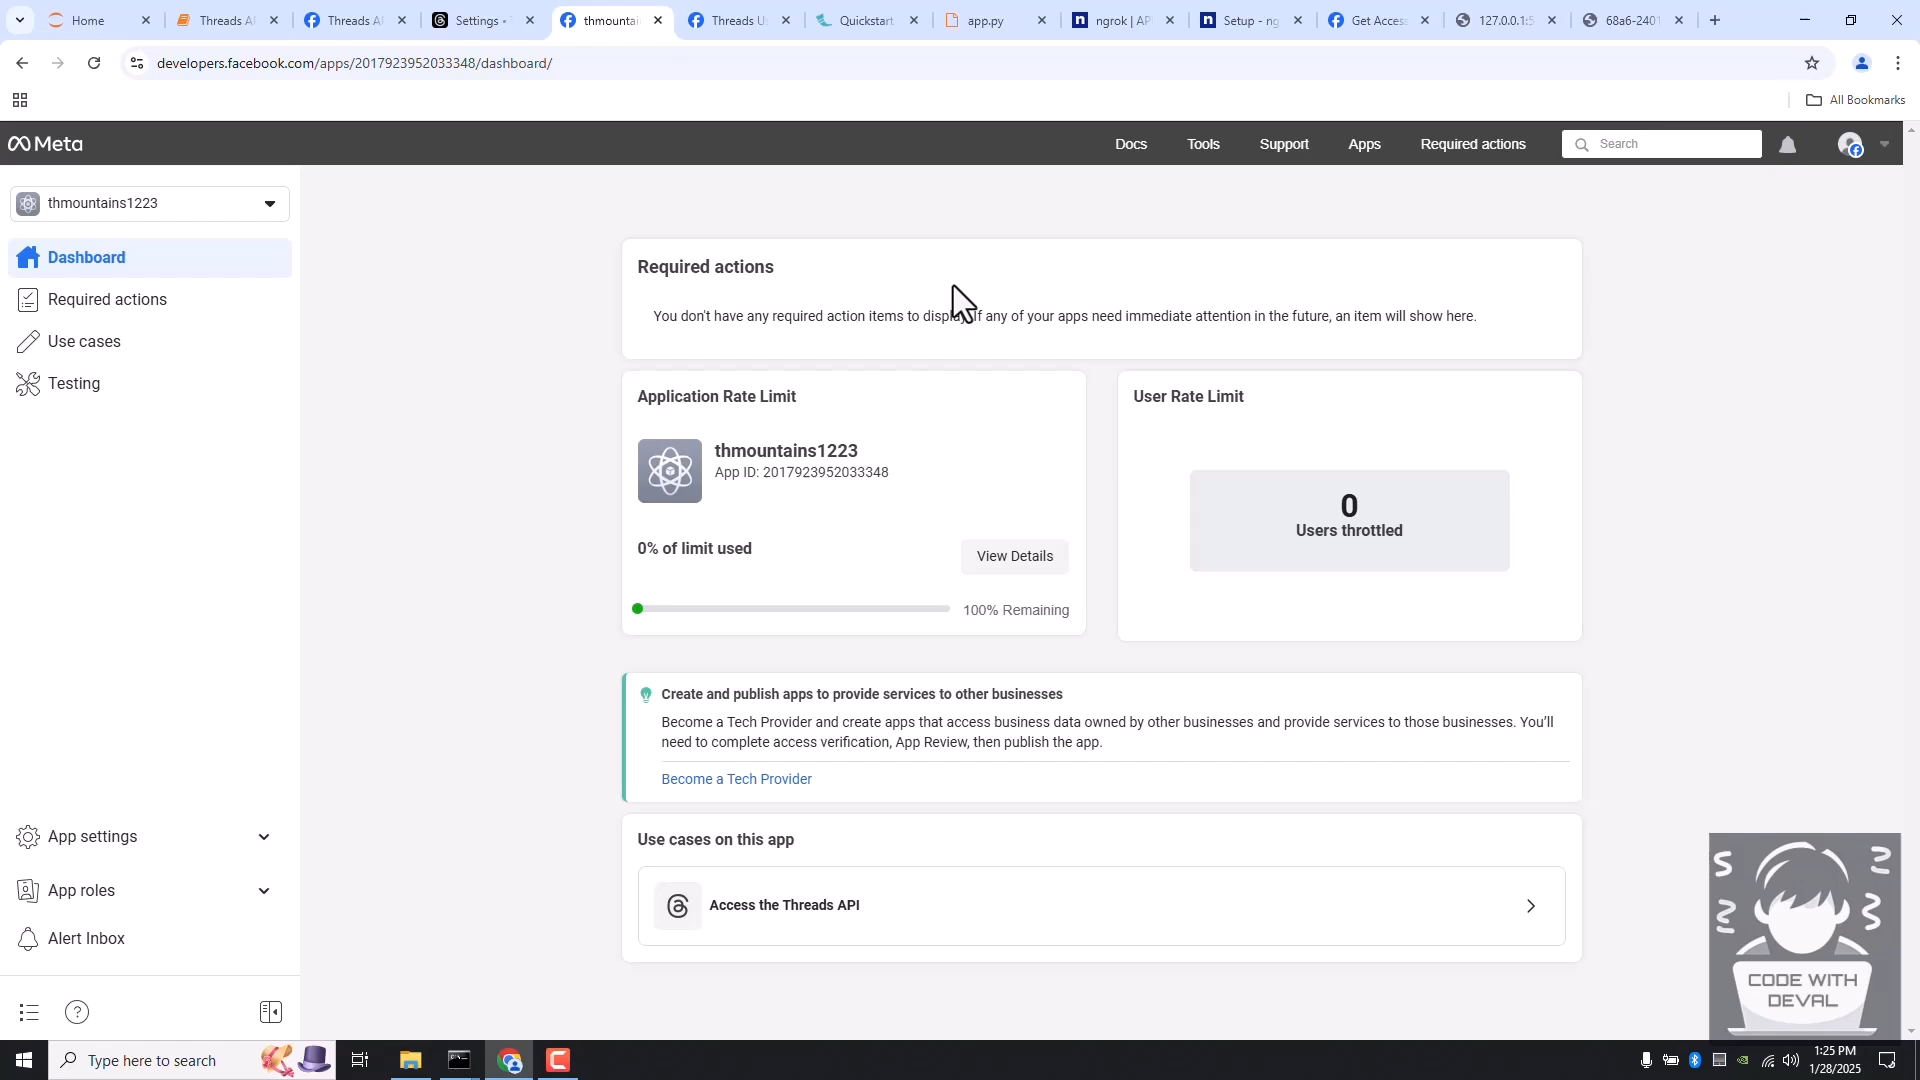 Home
Threads A
Threads A
Settings •
thmountai
Threads U
Quickstart
app.py
ngrok | AP
Setup - ng
Get Acces
127.0.0.1:5
68a6-2401
developers.facebook.com/apps/2017923952033348/dashboard/
All Bookmarks
Meta
Docs
Tools
Support
Apps
Required actions
Search
thmountains1223
Dashboard
Required actions
Use cases
Testing
App settings
App roles
Alert Inbox
Required actions
You don't have any required action items to display. If any of your apps need immediate attention in the future, an item will show here.
Application Rate Limit
thmountains1223
App ID: 2017923952033348
0% of limit used
View Details
100% Remaining
User Rate Limit
0
Users throttled
Create and publish apps to provide services to other businesses
Become a Tech Provider and create apps that access business data owned by other businesses and provide services to those businesses. You'll
need to complete access verification, App Review, then publish the app.
Become a Tech Provider
Use cases on this app
Access the Threads API
CODE WITH
DEVAL
Type here to search
1:25 PM
1/28/2025